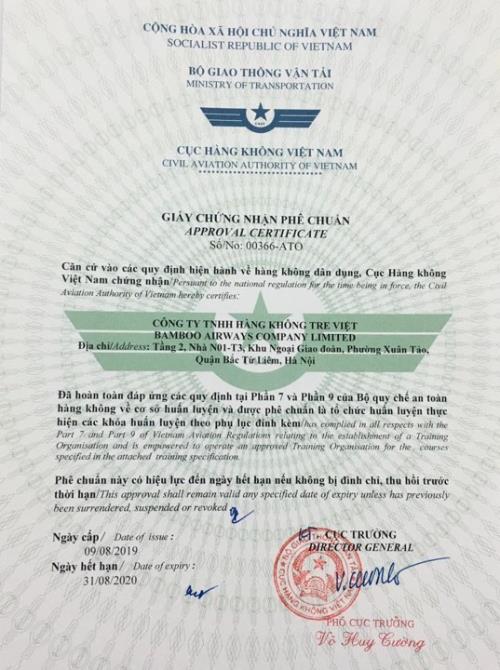 CỘNG HÒA XÃ HỘI CHỦ NGHĨA VIỆT NAM
SOCIALIST REPUBLIC OF VIETNAM
BỘ GIAO THÔNG VẬN TẢI
MINISTRY OF TRANSPORTATION
CỤC HÀNG KHÔNG VIỆT NAM
CIVIL AVIATION AUTHORITY OF VIETNAM
GIẤY CHỨNG NHẬN PHÊ CHUẨN
APPROVAL CERTIFICATE
Số/No: 00366-ATO
Căn cứ vào các quy định hiện hành về hàng không dân dụng, Cục Hàng không
Việt Nam chứng nhận/Persuant to the national regulation for the time being in force, the Civil
Aviation Authority of Vietnam hereby certifies:
CÔNG TY TNHH HÀNG KHÔNG TRE VIỆT
BAMBOO AIRWAYS COMPANY LIMITED
Địa chỉ/Address: Tầng 2, Nhà N01-T3, Khu Ngoại Giao đoàn, Phường Xuân Tảo,
Quận Bắc Từ Liêm, Hà Nội
Đã hoàn toàn đáp ứng các quy định tại Phần 7 và Phần 9 của Bộ quy chế an toàn
hàng không về cơ sở huấn luyện và được phê chuẩn là tổ chức huấn luyện thực
hiện các khóa huấn luyện theo phụ lục đính kèm/has complied in all respects with the
Part 7 and Part 9 of Vietnam Aviation Regulations relating to the establishment of a Training
Organisation and is empowered to operate an approved Training Organisation for the courses
specified in the attached training specification.
Phê chuẩn này có hiệu lực đến ngày hết hạn nếu không bị đình chỉ, thu hồi trước
thời hạn/This approval shall remain valid any specified date of expiry unless has previously
been surrendered, suspended or revoked
Ngày cấp/ Date of issue :
09/08/2019
Ngày hết hạn/ Date of expiry:
31/08/2020
CỤC TRƯỞNG
DIRECTOR GENERAL
BỘ GIAO THÔNG VẬN TẢI
CỤC HÀNG KHÔNG VIỆT NAM
PHÓ CỤC TRƯỞNG
Võ Huy Cường